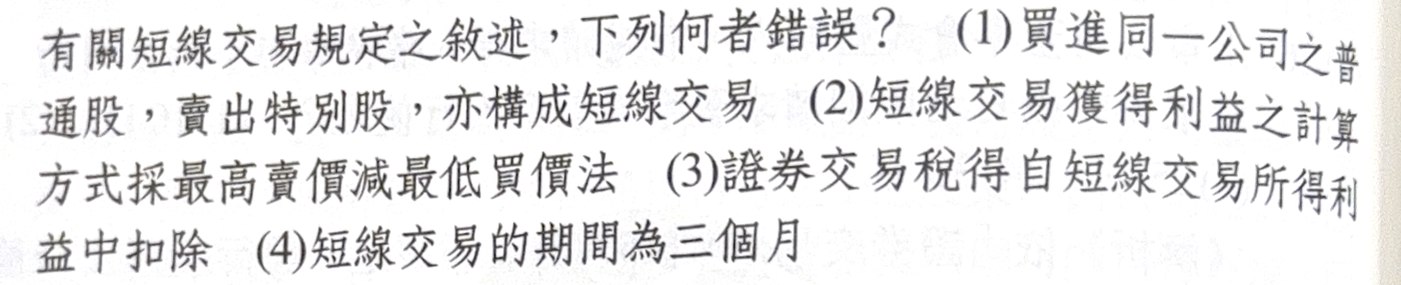 有關短線交易規定之敘述，下列何者錯誤？ (1)買進同一公司之普
通股，賣出特別股，亦構成短線交易 (2)短線交易獲得利益之計算
方式採最高賣價減最低買價法 (3)證券交易稅得自短線交易所得利
益中扣除 (4)短線交易的期間為三個月